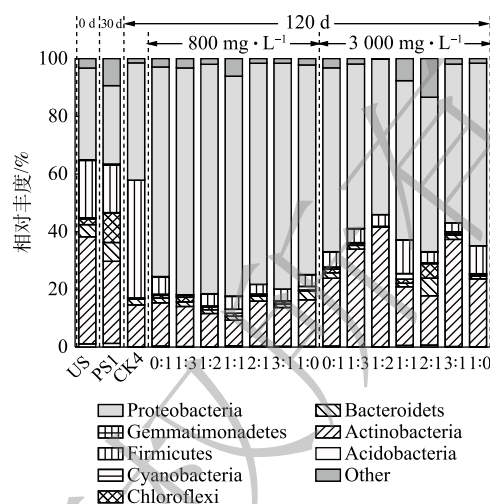 0 d 30 d 120 d
800 mg·L⁻¹ 3 000 mg·L⁻¹
100
80
60
40
20
0
相对丰度/%
US PS1 CK4 0:1 1:3 1:2 1:1 2:1 3:1 1:0 0:1 1:3 1:2 1:1 2:1 3:1 1:0
Proteobacteria Bacteroidets
Gemmatimonadetes Actinobacteria
Firmicutes Acidobacteria
Cyanobacteria Other
Chloroflexi